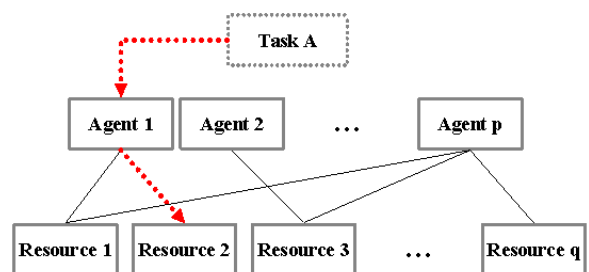 Task A
Agent 1 Agent 2 ... Agent p
Resource 1 Resource 2 Resource 3 ... Resource q